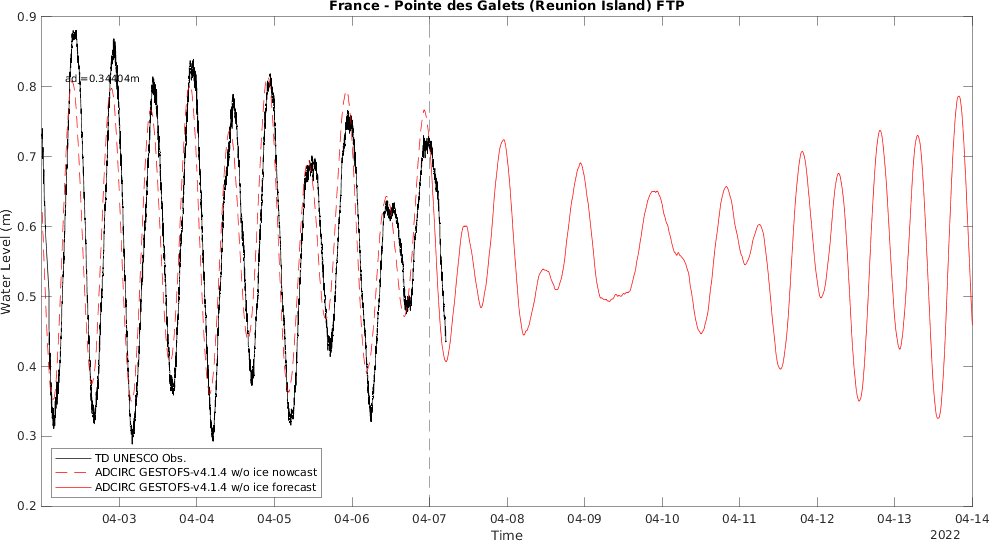 France - Pointe des Galets (Reunion Island) FTP
0.9
0.8
0.7
0.6
0.5
0.4
0.3
0.2
Water Level (m)
adj=0.34404m
TD UNESCO Obs.
ADCIRC GESTOFS-v4.1.4 w/o ice nowcast
ADCIRC GESTOFS-v4.1.4 w/o ice forecast
04-03 04-04 04-05 04-06 04-07 04-08 04-09 04-10 04-11 04-12 04-13 04-14
Time
2022